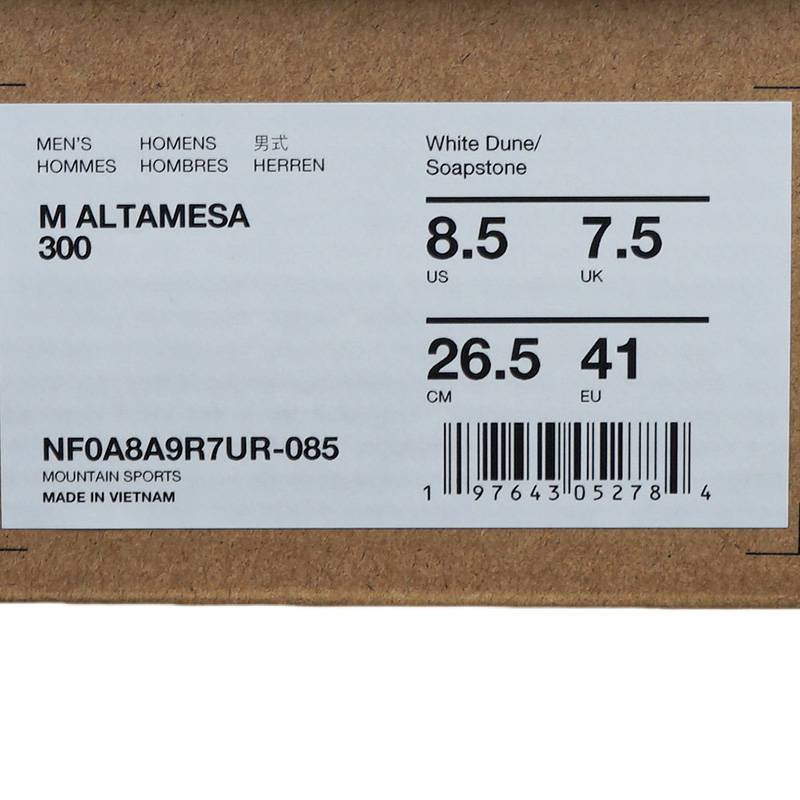 MEN'S HOMENS 男式
HOMMES HOMBRES HERREN
M ALTAMESA
300
NF0A8A9R7UR-085
MOUNTAIN SPORTS
MADE IN VIETNAM
White Dune/
Soapstone
8.5 7.5
US UK
26.5 41
CM EU
1 97643 05278 4